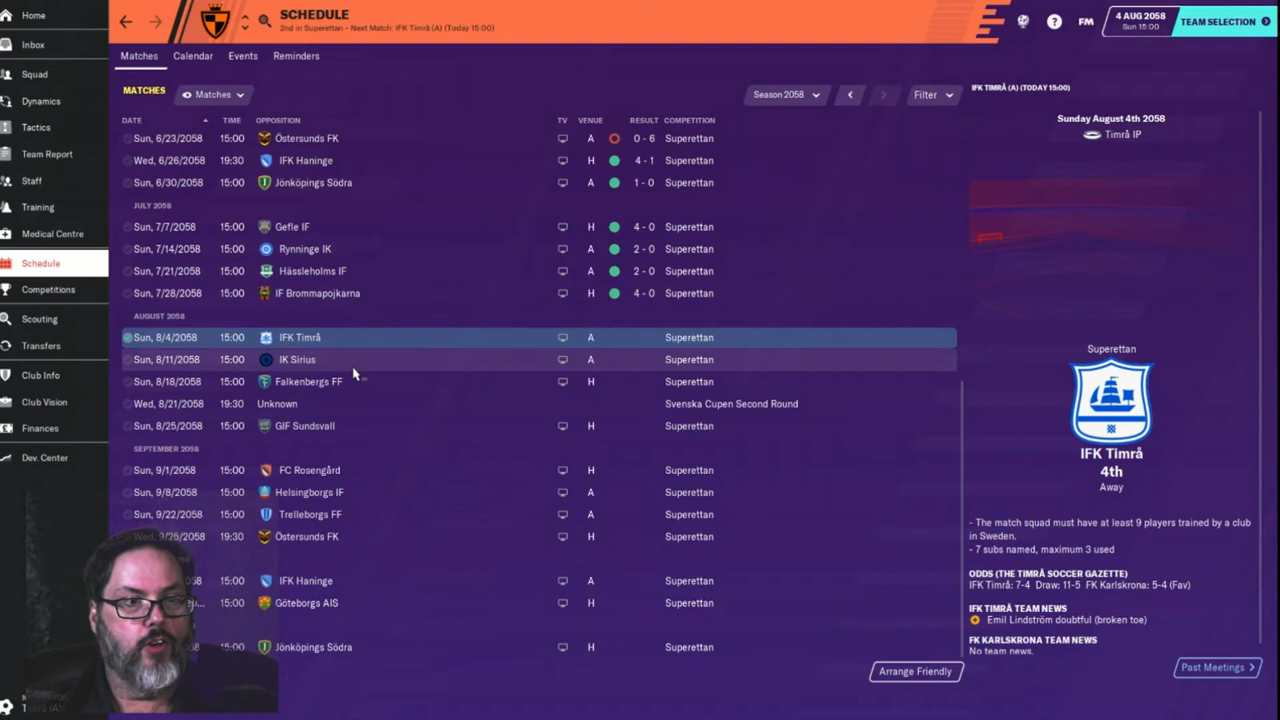 Home
SCHEDULE
2nd in Superettan - Next Match: IFK Timrå (A) (Today 15:00)
FM
4 AUG 2058
Sun 15:00
TEAM SELECTION
Inbox
Squad
Dynamics
Tactics
Team Report
Staff
Training
Medical Centre
Schedule
Competitions
Scouting
Transfers
Club Info
Club Vision
Finances
Dev. Center
Matches Calendar Events Reminders
MATCHES Matches Season 2058 Filter
DATE TIME OPPOSITION TV VENUE RESULT COMPETITION
Sun, 6/23/2058 15:00 Östersunds FK A 0 - 6 Superettan
Wed, 6/26/2058 19:30 IFK Haninge H 4 - 1 Superettan
Sun, 6/30/2058 15:00 Jönköpings Södra A 1 - 0 Superettan
JULY 2058
Sun, 7/7/2058 15:00 Gefle IF H 4 - 0 Superettan
Sun, 7/14/2058 15:00 Rynninge IK A 2 - 0 Superettan
Sun, 7/21/2058 15:00 Hässleholms IF A 2 - 0 Superettan
Sun, 7/28/2058 15:00 IF Brommapojkarna H 4 - 0 Superettan
AUGUST 2058
Sun, 8/4/2058 15:00 IFK Timrå A Superettan
Sun, 8/11/2058 15:00 IK Sirius A Superettan
Sun, 8/18/2058 15:00 Falkenbergs FF H Superettan
Wed, 8/21/2058 19:30 Unknown Svenska Cupen Second Round
Sun, 8/25/2058 15:00 GIF Sundsvall H Superettan
SEPTEMBER 2058
Sun, 9/1/2058 15:00 FC Rosengård H Superettan
Sun, 9/8/2058 15:00 Helsingborgs IF A Superettan
Sun, 9/22/2058 15:00 Trelleborgs FF A Superettan
Wed, 9/25/2058 19:30 Östersunds FK H Superettan
15:00 IFK Haninge A Superettan
15:00 Göteborgs AIS H Superettan
15:00 Jönköpings Södra H Superettan
Arrange Friendly
IFK TIMRÅ (A) (TODAY 15:00)
Sunday August 4th 2058
Timrå IP
Superettan
IFK Timrå
4th
Away
- The match squad must have at least 9 players trained by a club
in Sweden.
- 7 subs named, maximum 3 used
ODDS (THE TIMRÅ SOCCER GAZETTE)
IFK Timrå: 7-4 Draw: 11-5 FK Karlskrona: 5-4 (Fav)
IFK TIMRÅ TEAM NEWS
Emil Lindström doubtful (broken toe)
FK KARLSKRONA TEAM NEWS
No team news.
Past Meetings